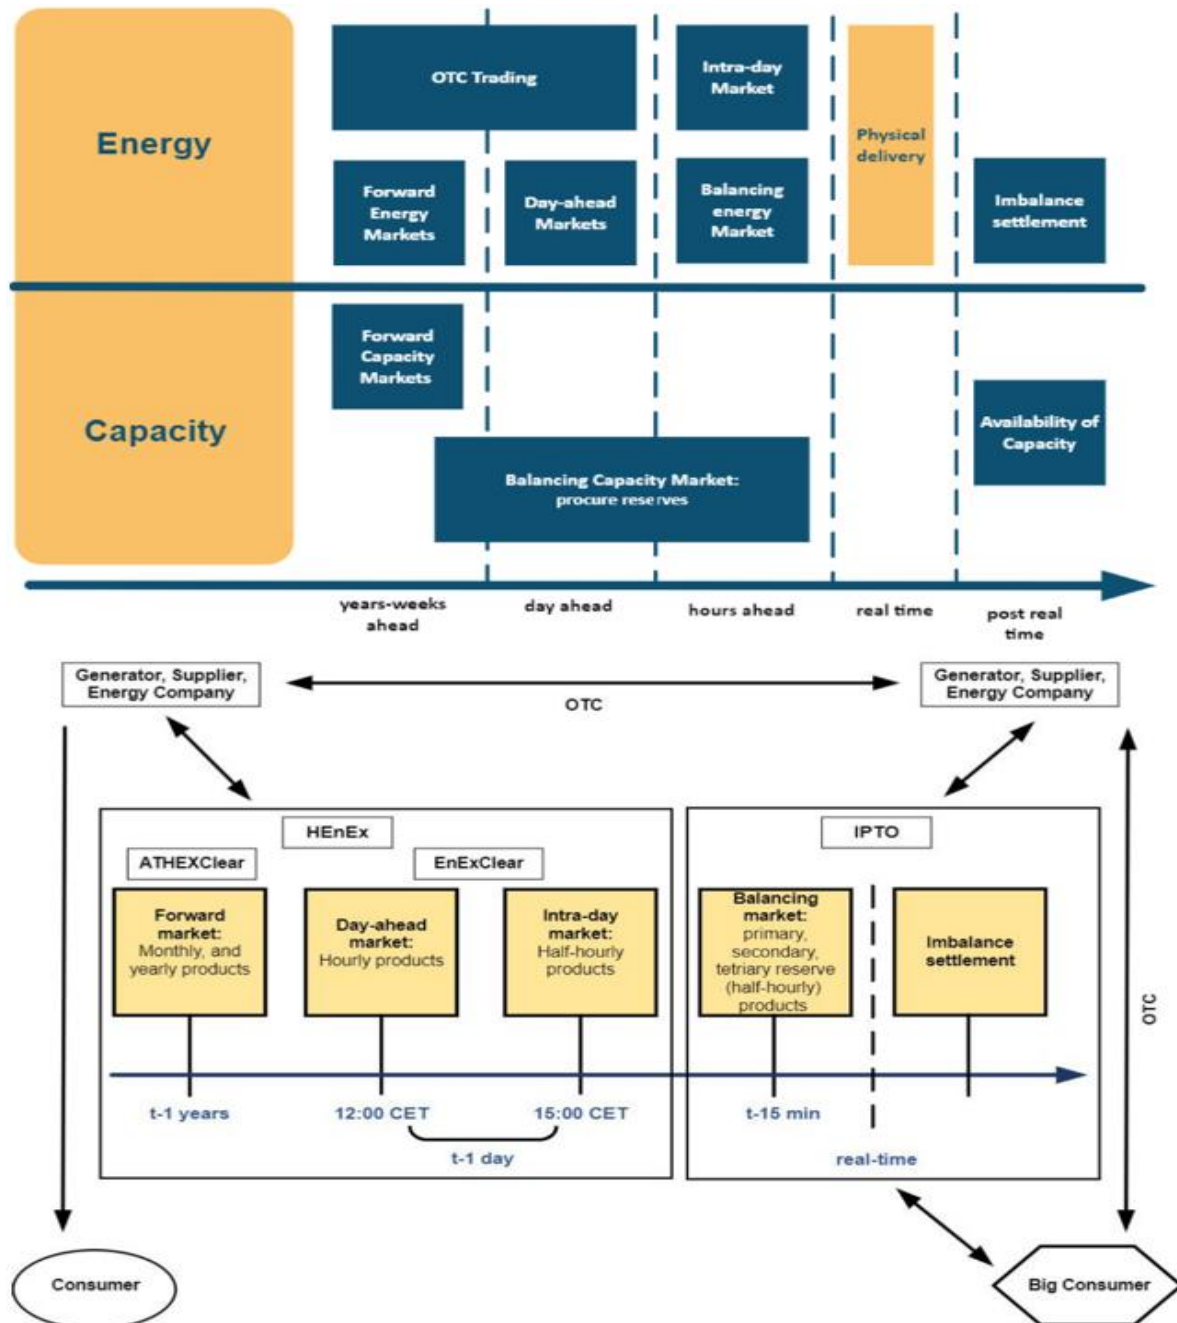 OTC Trading
Intra-day
Market
Energy
Physical
delivery
Forward
Energy
Markets
Day-ahead
Markets
Balancing
energy
Market
Imbalance
settlement
Forward
Capacity
Markets
Capacity
Availability of
Capacity
Balancing Capacity Market:
procure reserves
years-weeks
ahead
day ahead
hours ahead
real time
post real
time
Generator, Supplier,
Energy Company
OTC
Generator, Supplier,
Energy Company
HEnEx
IPTO
ATHEXClear
EnExClear
Forward
market:
Monthly, and
yearly products
Day-ahead
market:
Hourly products
Intra-day
market:
Half-hourly
products
Balancing
market:
primary,
secondary,
tetriary reserve
(half-hourly)
products
Imbalance
settlement
OTC
t-1 years
12:00 CET
15:00 CET
t-15 min
t-1 day
real-time
Consumer
Big Consumer